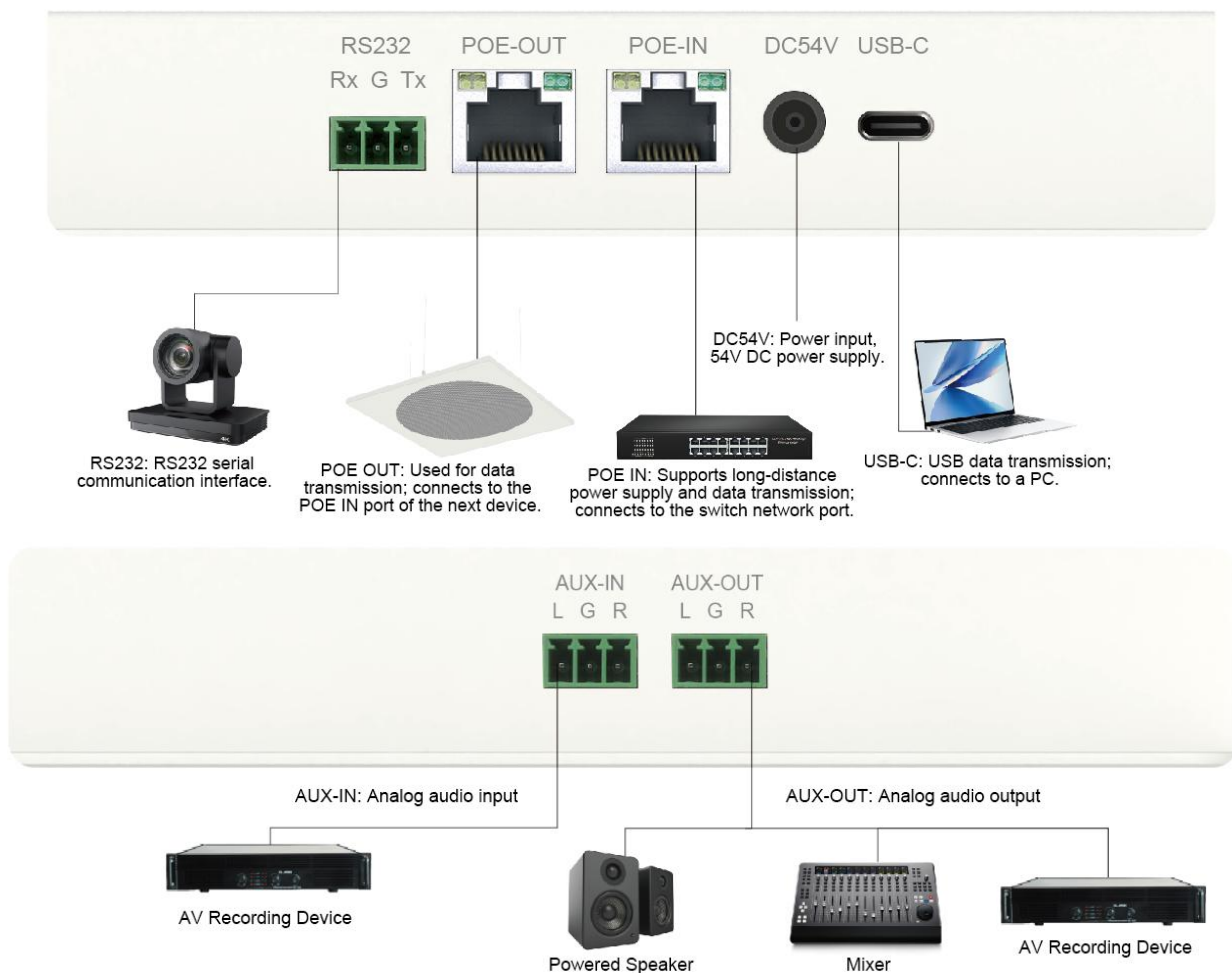 RS232 POE-OUT POE-IN DC54V USB-C
Rx G Tx
DC54V: Power input,
54V DC power supply.
RS232: RS232 serial
communication interface.
POE OUT: Used for data
transmission; connects to the
POE IN port of the next device.
POE IN: Supports long-distance
power supply and data transmission;
connects to the switch network port.
USB-C: USB data transmission;
connects to a PC.
AUX-IN AUX-OUT
L G R L G R
AUX-IN: Analog audio input
AUX-OUT: Analog audio output
AV Recording Device
Powered Speaker
Mixer
AV Recording Device